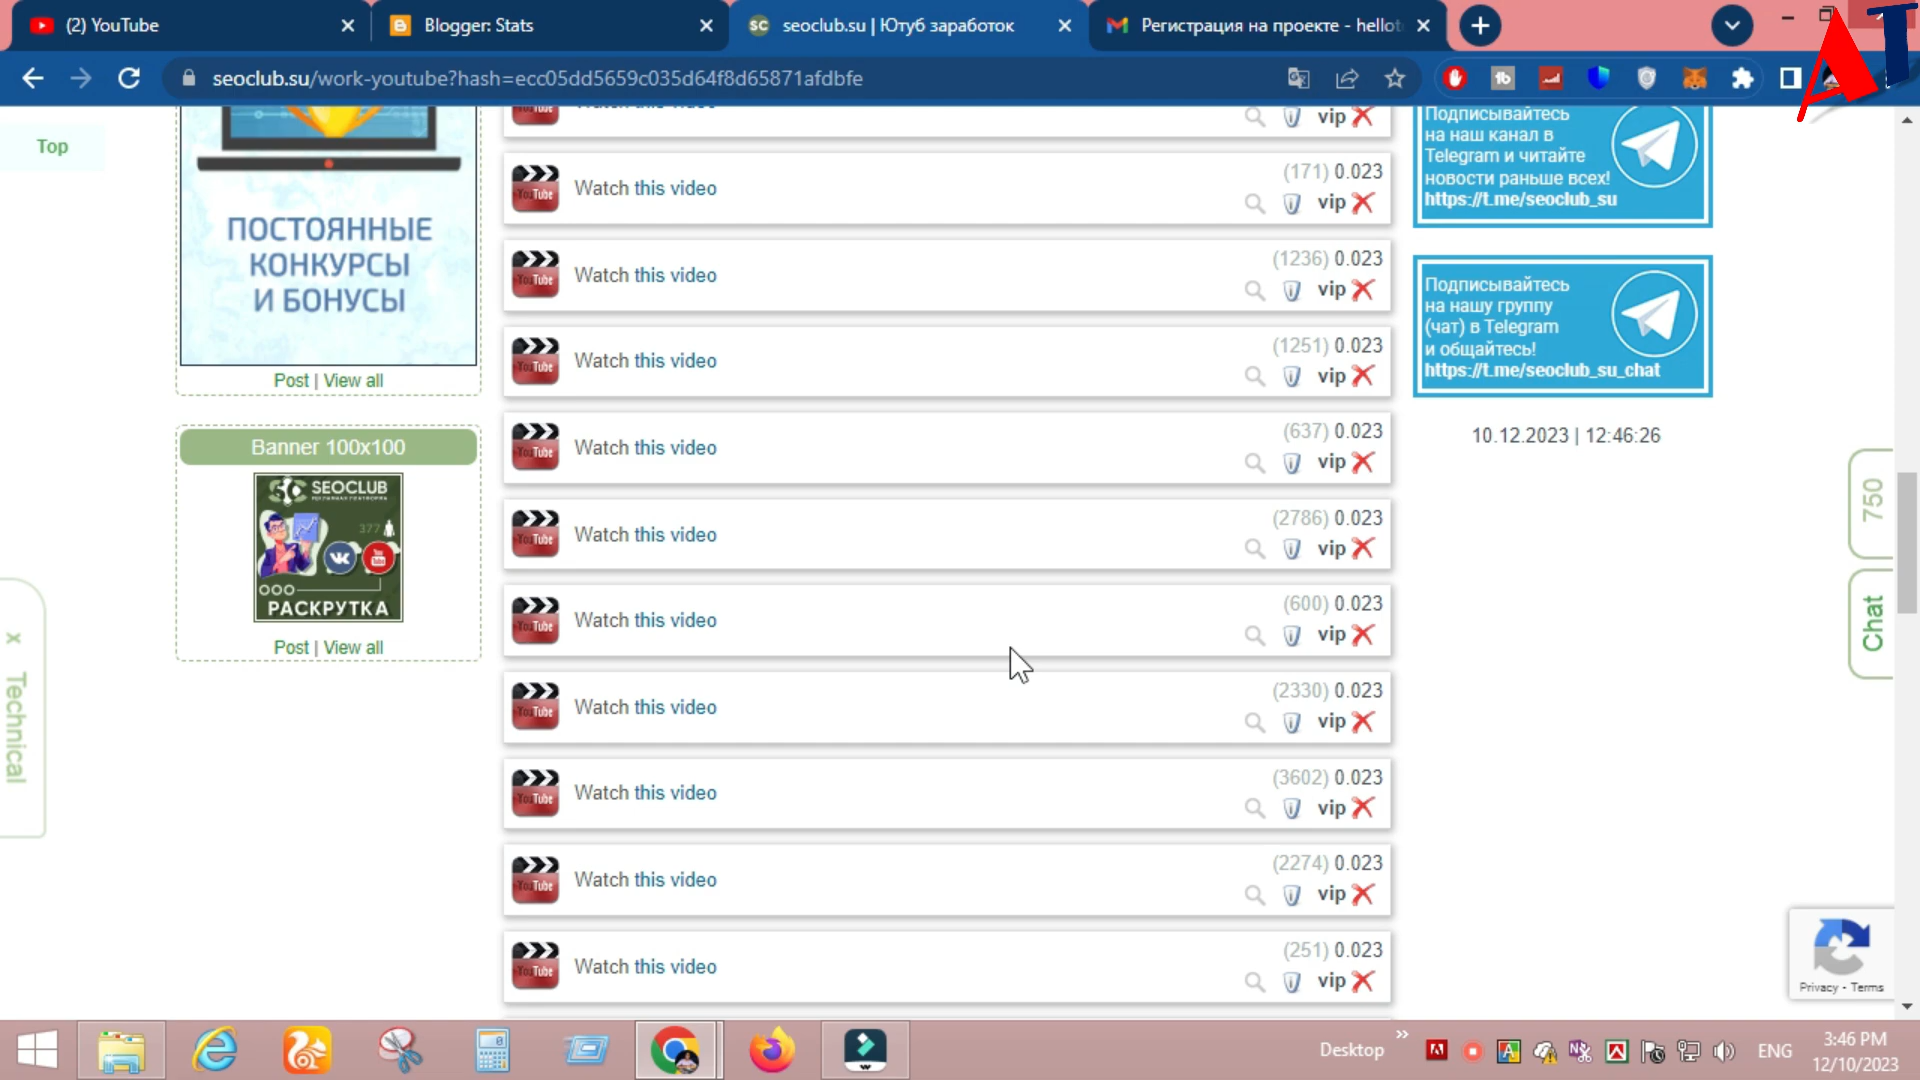 (2) YouTube
Blogger: Stats
SC seoclub.su | Ютуб заработок
Регистрация на проекте - hellot
AT
seoclub.su/work-youtube?hash=ecc05dd5659c035d64f8d65871afdbfe
Top
ПОСТОЯННЫЕ
КОНКУРСЫ
И БОНУСЫ
Post | View all
Banner 100x100
SC SEOCLUB
377
VK
You
РАСКРУТКА
Post | View all
x Technical
vip
Watch this video
(171) 0.023
vip
Watch this video
(1236) 0.023
vip
Watch this video
(1251) 0.023
vip
Watch this video
(637) 0.023
vip
Watch this video
(2786) 0.023
vip
Watch this video
(600) 0.023
vip
Watch this video
(2330) 0.023
vip
Watch this video
(3602) 0.023
vip
Watch this video
(2274) 0.023
vip
Watch this video
(251) 0.023
vip
Подписывайтесь
на наш канал в
Telegram и читайте
новости раньше всех!
https://t.me/seoclub_su
Подписывайтесь
на нашу группу
(чат) в Telegram
и общайтесь!
https://t.me/seoclub_su_chat
10.12.2023 | 12:46:26
750
Chat
Privacy - Terms
Desktop
ENG
3:46 PM
12/10/2023